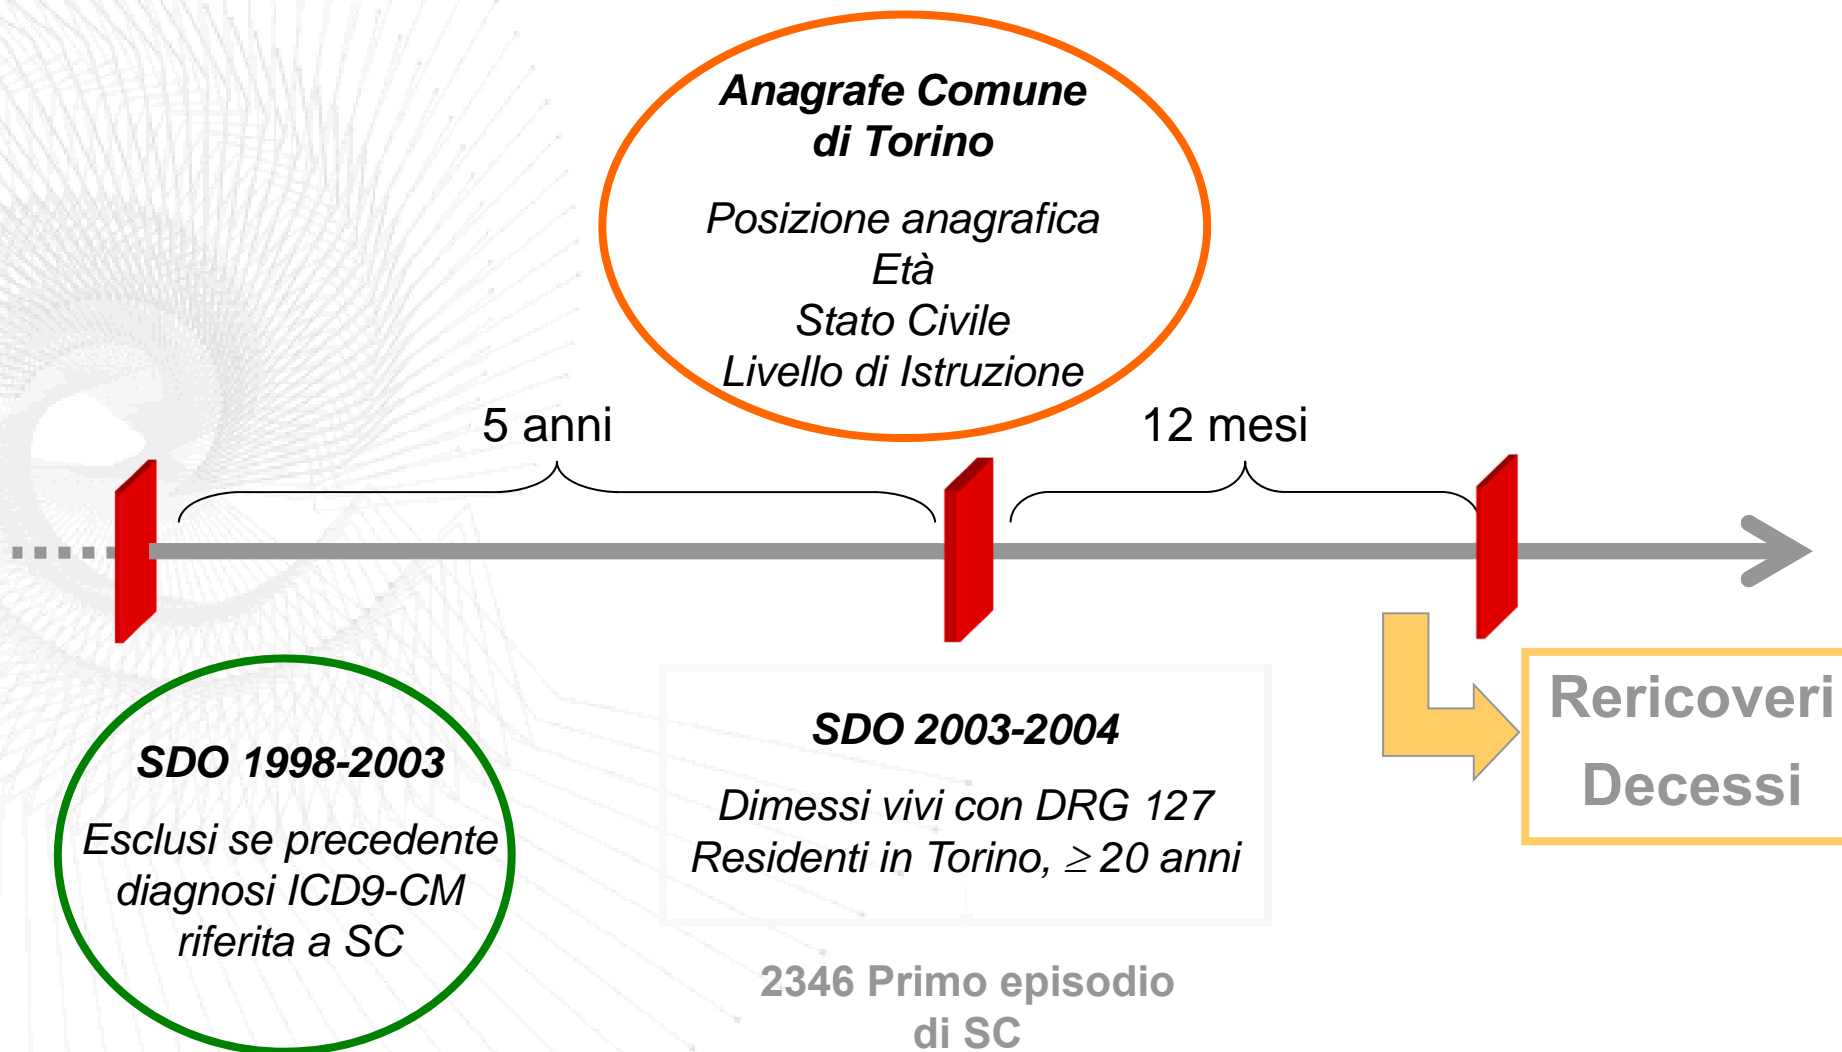 Anagrafe Comune
di Torino
Posizione anagrafica
Età
Stato Civile
Livello di Istruzione
5 anni
12 mesi
SDO 1998-2003
Esclusi se precedente
diagnosi ICD9-CM
riferita a SC
SDO 2003-2004
Dimessi vivi con DRG 127
Residenti in Torino, ≥ 20 anni
2346 Primo episodio
di SC
Rericoveri
Decessi